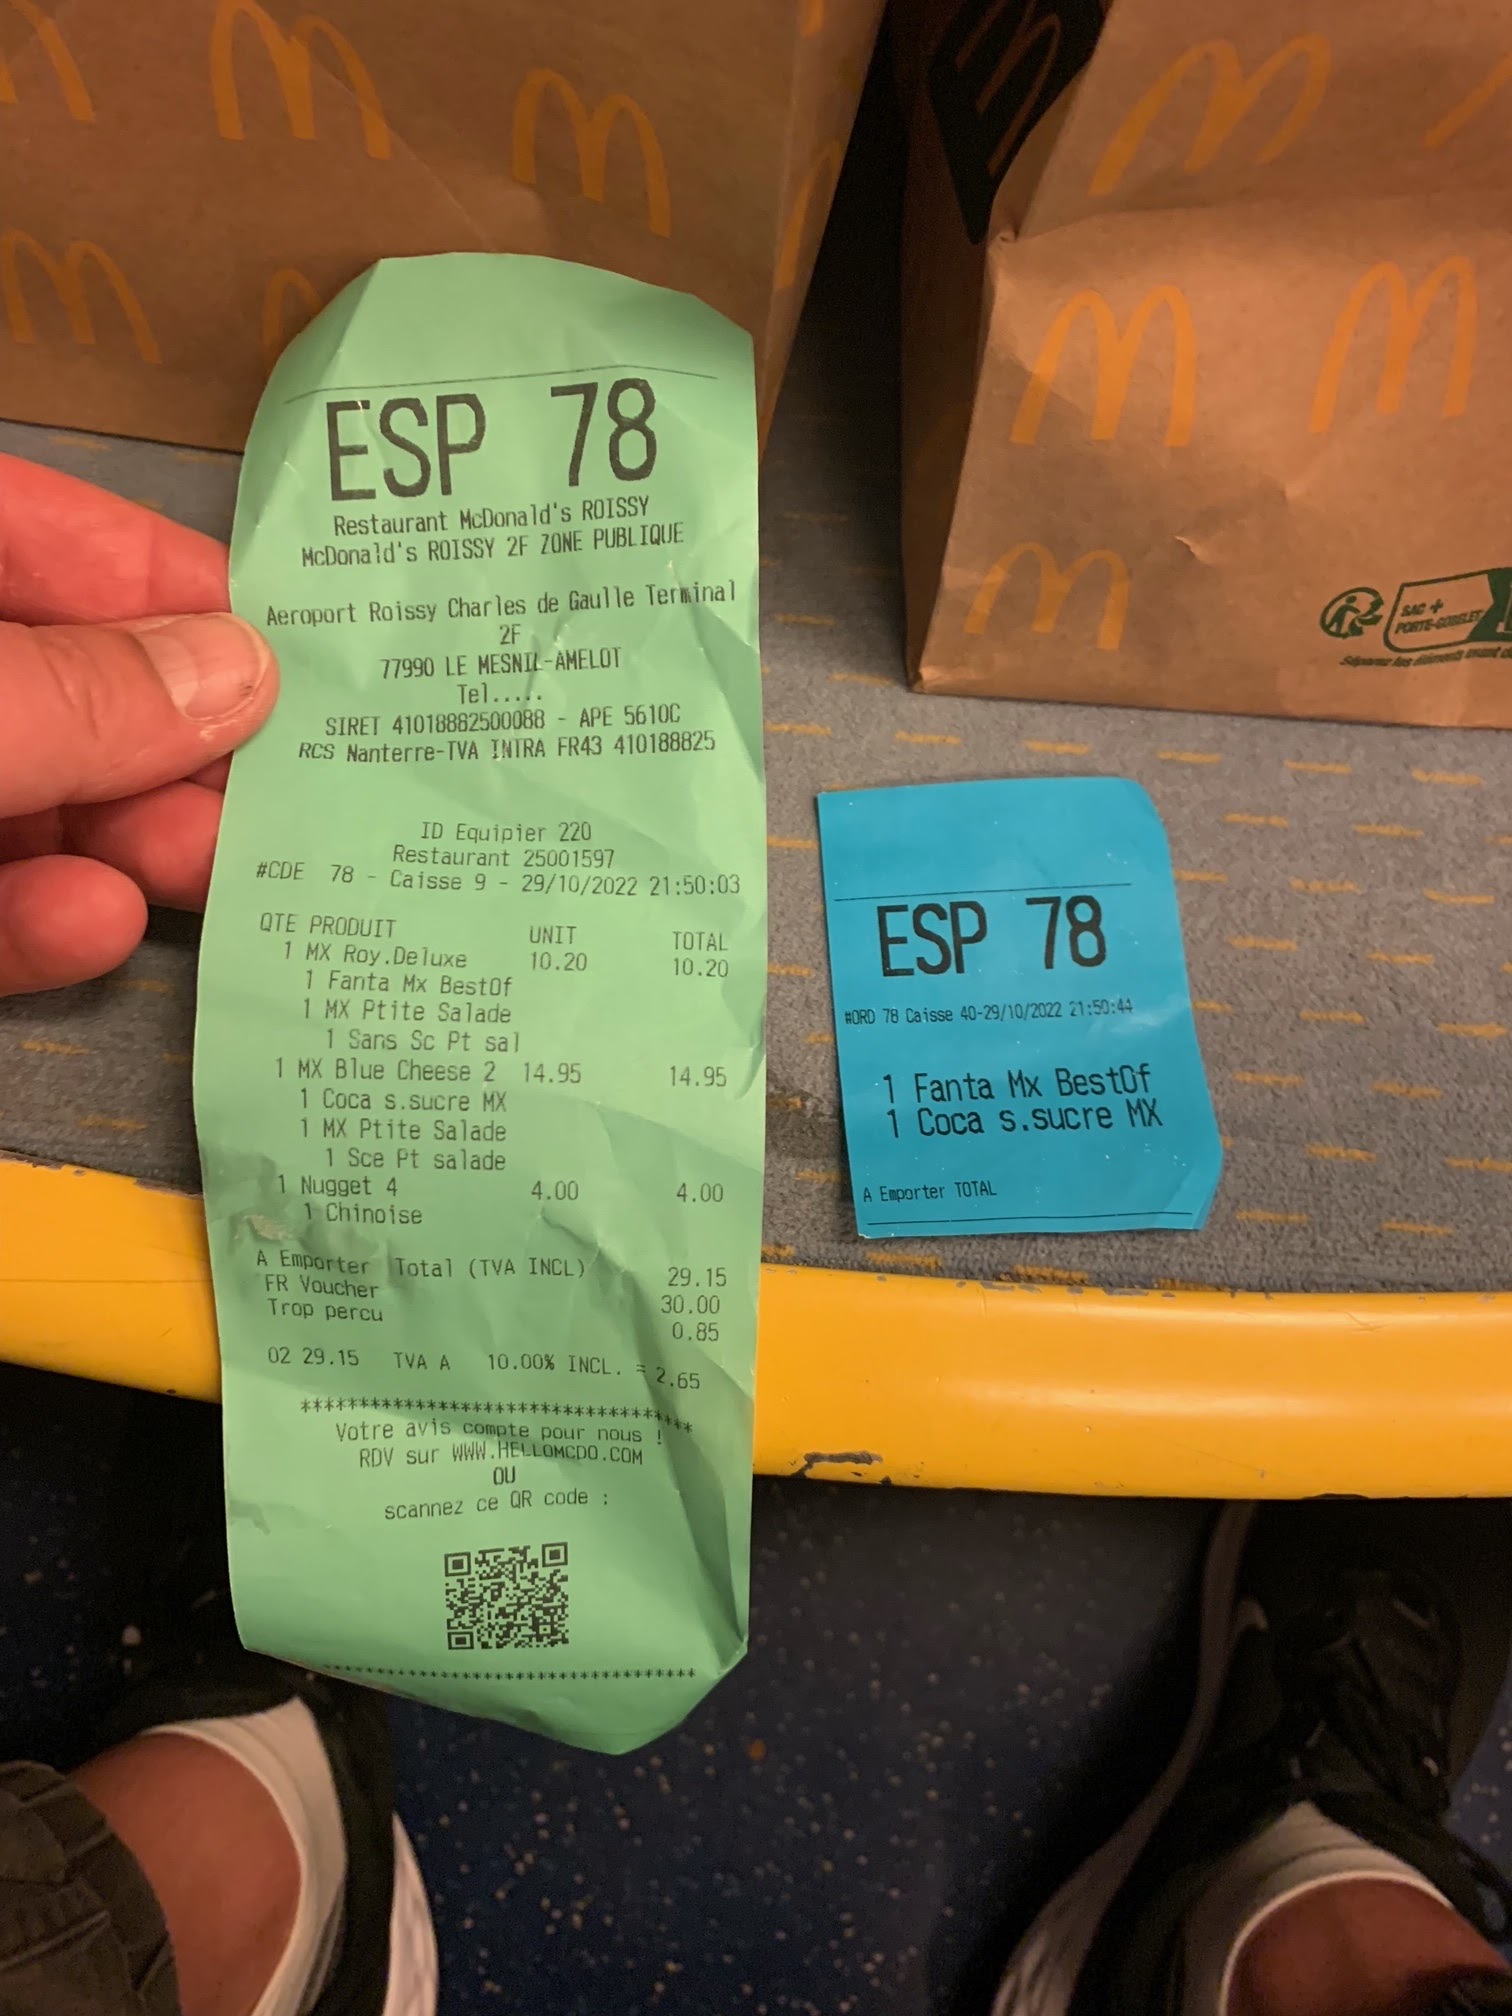 ESP 78
Restaurant McDonald's ROISSY
McDonald's ROISSY 2F ZONE PUBLIQUE
Aeroport Roissy Charles de Gaulle Terminal
2F
77990 LE MESNIL-AMELOT
Tel.....
SIRET 41018882500088 - APE 5610C
RCS Nanterre-TVA INTRA FR43 410188825
ID Equipier 220
Restaurant 25001597
#CDE 78 - Caisse 9 - 29/10/2022 21:50:03
QTE PRODUIT UNIT TOTAL
1 MX Roy.Deluxe 10.20 10.20
1 Fanta Mx BestOf
1 MX Ptite Salade
1 Sans Sc Pt sal
1 MX Blue Cheese 2 14.95 14.95
1 Coca s.sucre MX
1 MX Ptite Salade
1 Sce Pt salade
1 Nugget 4 4.00 4.00
1 Chinoise
A Emporter Total (TVA INCL) 29.15
FR Voucher 30.00
Trop percu 0.85
02 29.15 TVA A 10.00% INCL. = 2.65
************************************
Votre avis compte pour nous !
RDV sur WWW.HELLOMCDO.COM
OU
scannez ce QR code :
************************************
ESP 78
#ORD 78 Caisse 40-29/10/2022 21:50:44
1 Fanta Mx BestOf
1 Coca s.sucre MX
A Emporter TOTAL
SAC +
PORTE-GOBELET
Séparez les éléments avant